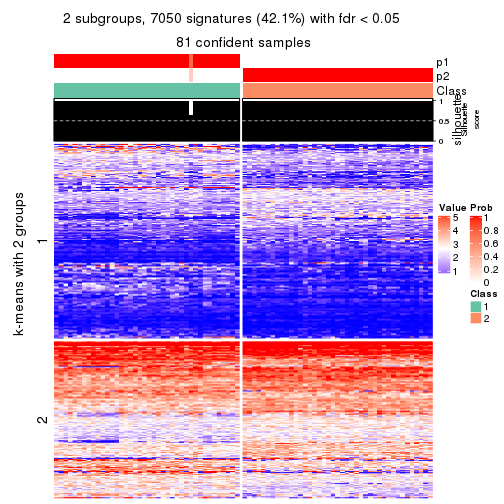 2 subgroups, 7050 signatures (42.1%) with fdr < 0.05
81 confident samples
p1
p2
Class
silhouette
Silhouette
score
1
0.5
0
k-means with 2 groups
1
2
Value
5
4
3
2
1
Prob
1
0.8
0.6
0.4
0.2
0
Class
1
2